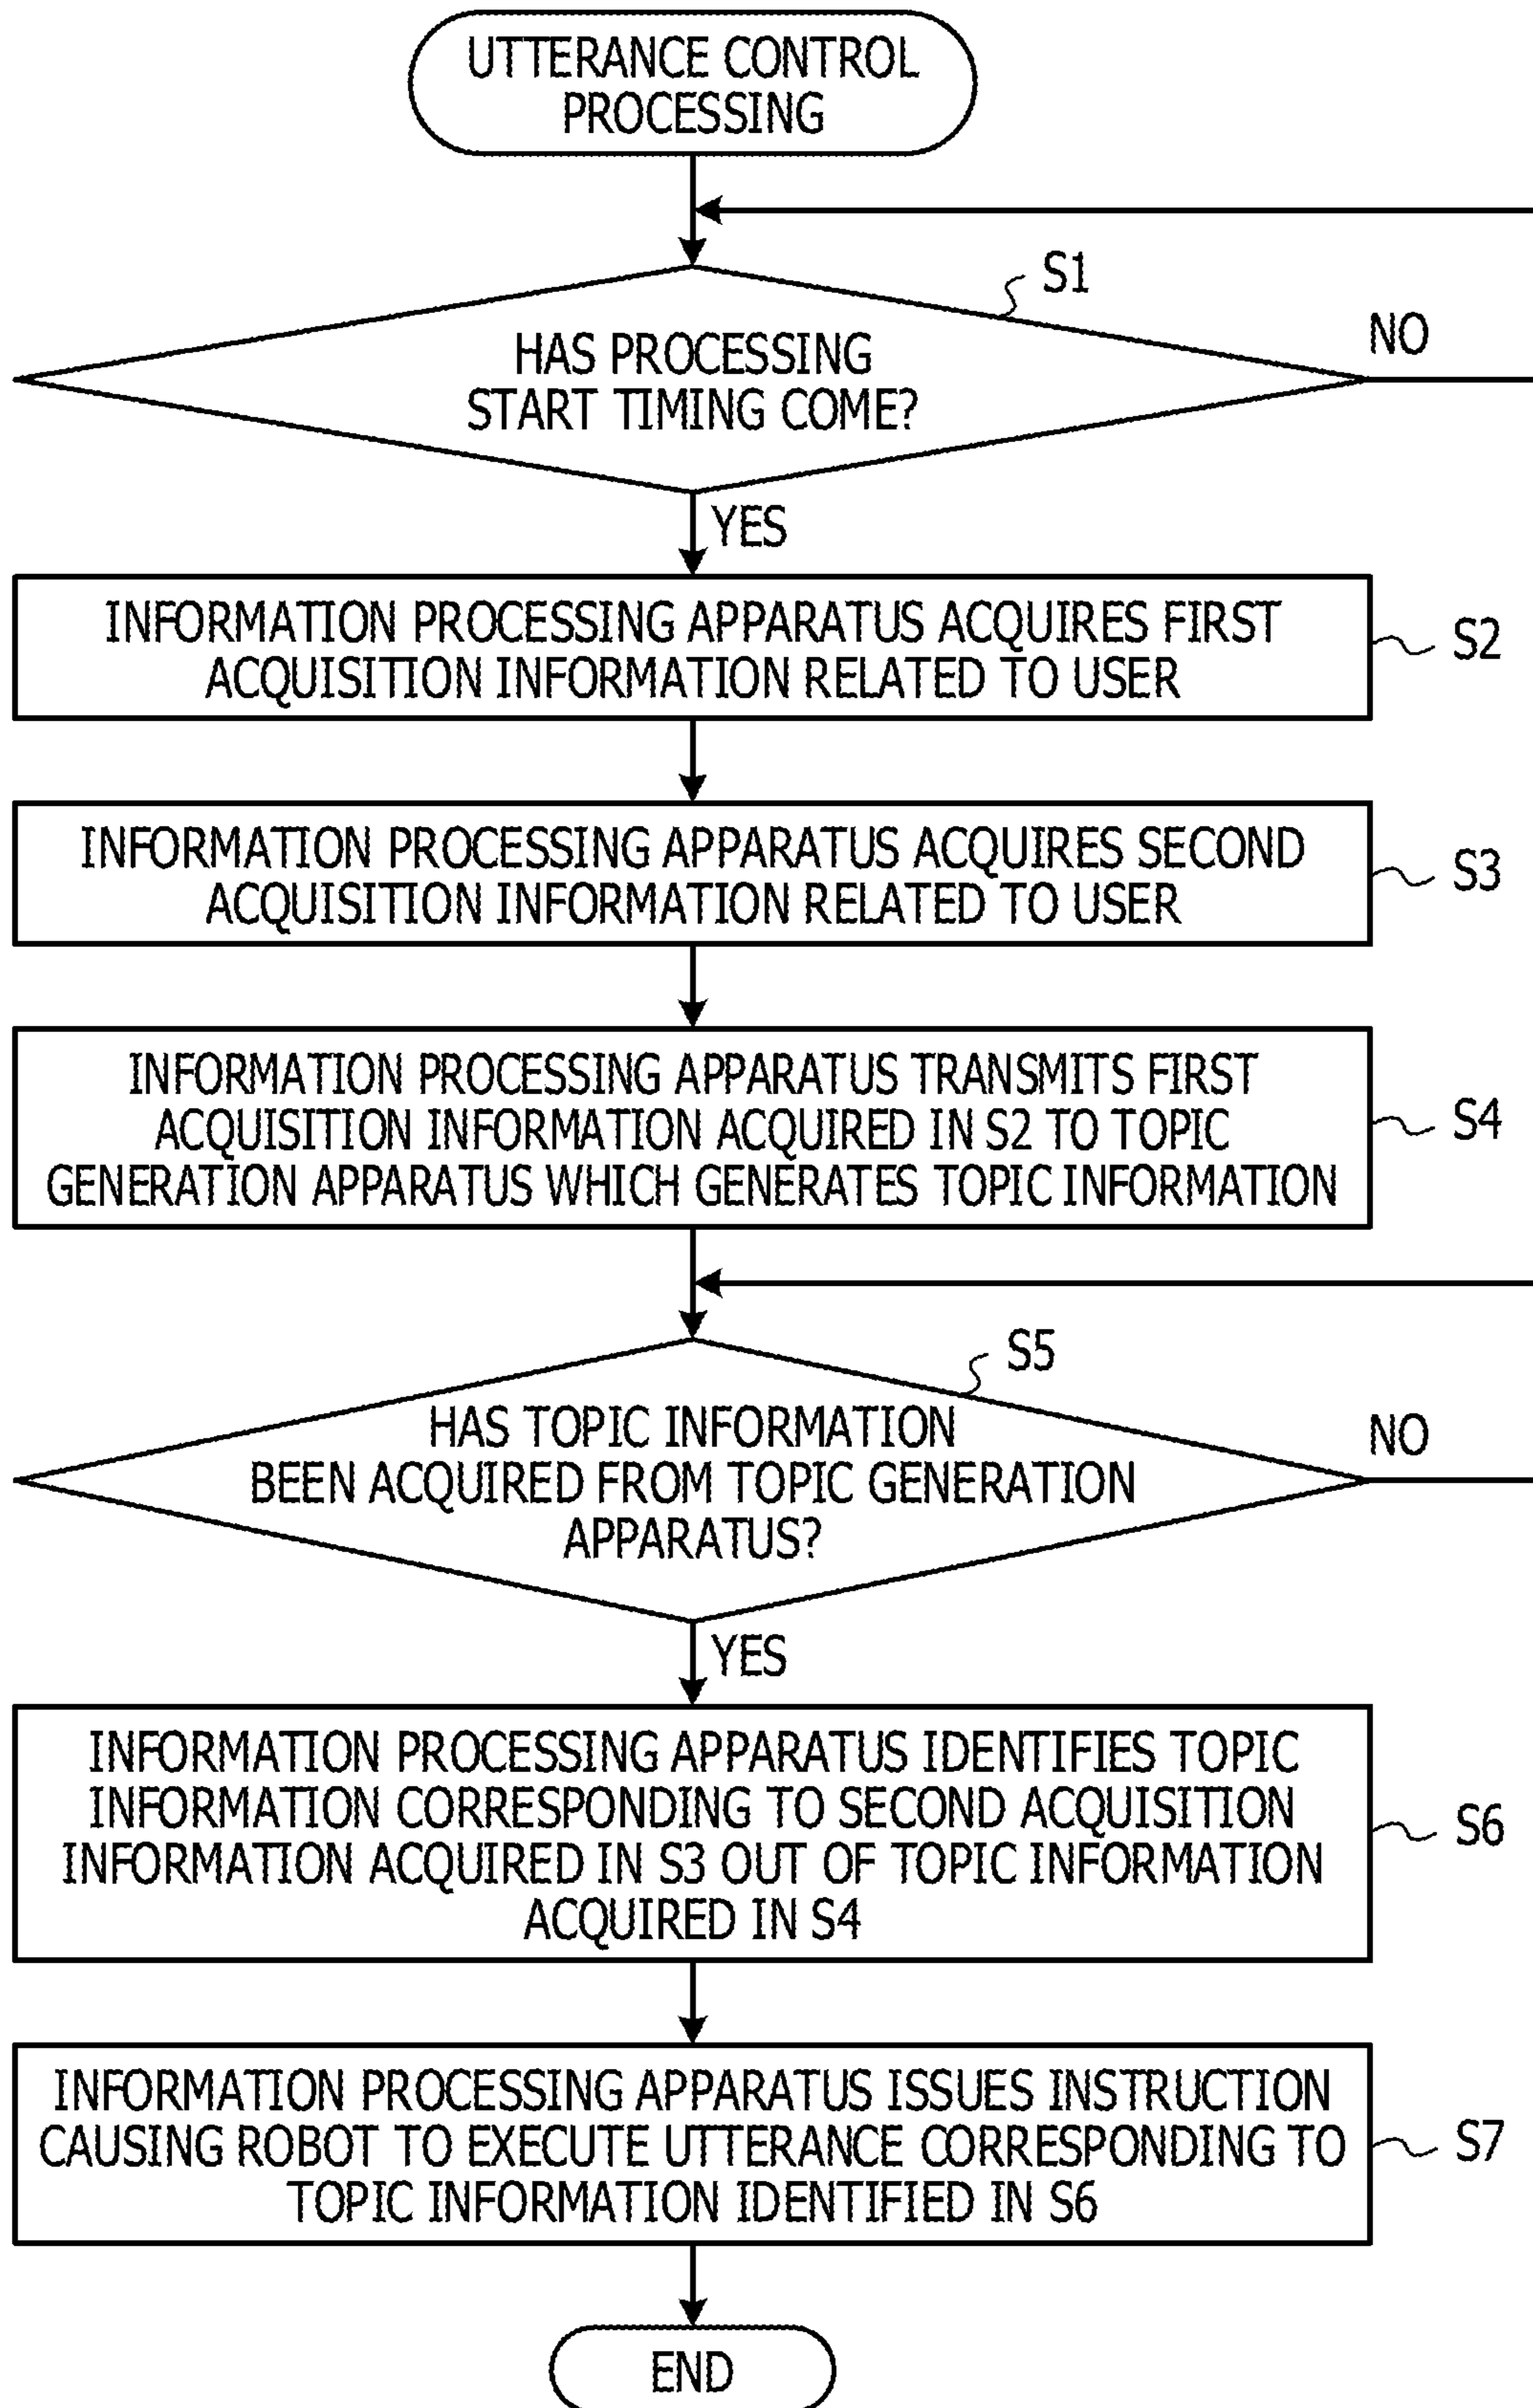 UTTERANCE CONTROL
PROCESSING
S1
HAS PROCESSING
START TIMING COME?
NO
YES
INFORMATION PROCESSING APPARATUS ACQUIRES FIRST
ACQUISITION INFORMATION RELATED TO USER
S2
INFORMATION PROCESSING APPARATUS ACQUIRES SECOND
ACQUISITION INFORMATION RELATED TO USER
S3
INFORMATION PROCESSING APPARATUS TRANSMITS FIRST
ACQUISITION INFORMATION ACQUIRED IN S2 TO TOPIC
GENERATION APPARATUS WHICH GENERATES TOPIC INFORMATION
S4
S5
HAS TOPIC INFORMATION
BEEN ACQUIRED FROM TOPIC GENERATION
APPARATUS?
NO
YES
INFORMATION PROCESSING APPARATUS IDENTIFIES TOPIC
INFORMATION CORRESPONDING TO SECOND ACQUISITION
INFORMATION ACQUIRED IN S3 OUT OF TOPIC INFORMATION
ACQUIRED IN S4
S6
INFORMATION PROCESSING APPARATUS ISSUES INSTRUCTION
CAUSING ROBOT TO EXECUTE UTTERANCE CORRESPONDING TO
TOPIC INFORMATION IDENTIFIED IN S6
S7
END